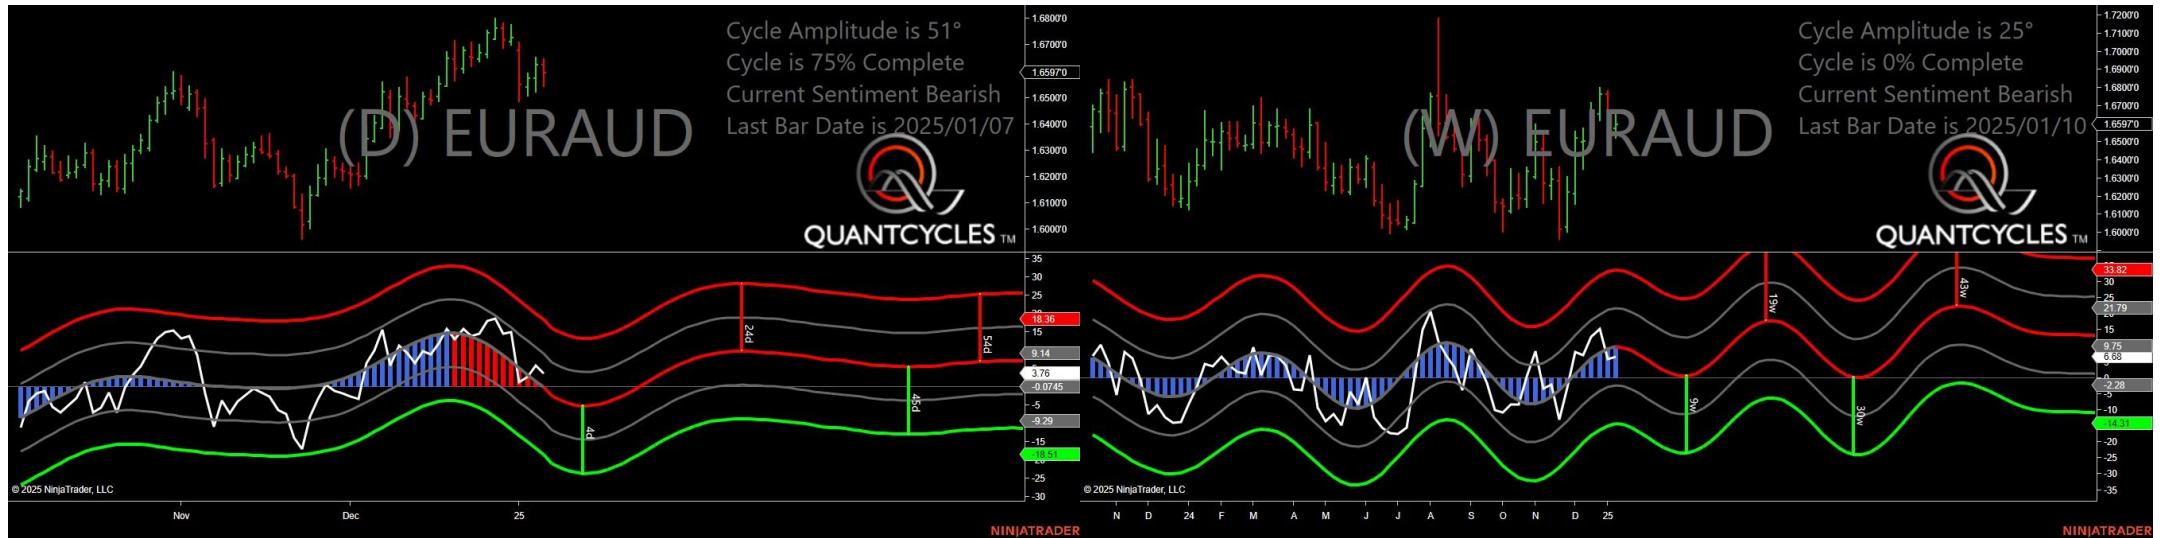 Cycle Amplitude is 51°
Cycle is 75% Complete
Current Sentiment Bearish
Last Bar Date is 2025/01/07
(D) EURAUD
QUANTCYCLES TM
1.6800'0
1.6700'0
1.6597'0
1.6500'0
1.6400'0
1.6300'0
1.6200'0
1.6100'0
1.6000'0
35
30
25
18.36
15
9.14
3.76
-0.0745
-5
-9.29
-15
-18.51
-25
-30
24d
54d
4d
45d
© 2025 NinjaTrader, LLC
Nov
Dec
25
NINJATRADER
Cycle Amplitude is 25°
Cycle is 0% Complete
Current Sentiment Bearish
Last Bar Date is 2025/01/10
(W) EURAUD
QUANTCYCLES TM
1.7200'0
1.7100'0
1.7000'0
1.6900'0
1.6800'0
1.6700'0
1.6597'0
1.6500'0
1.6400'0
1.6300'0
1.6200'0
1.6100'0
1.6000'0
33.82
30
25
21.79
15
9.75
6.68
-2.28
-5
-10
-14.31
-20
-25
-30
-35
19w
43w
9w
30w
© 2025 NinjaTrader, LLC
N D 24 F M A M J J A S O N D 25
NINJATRADER